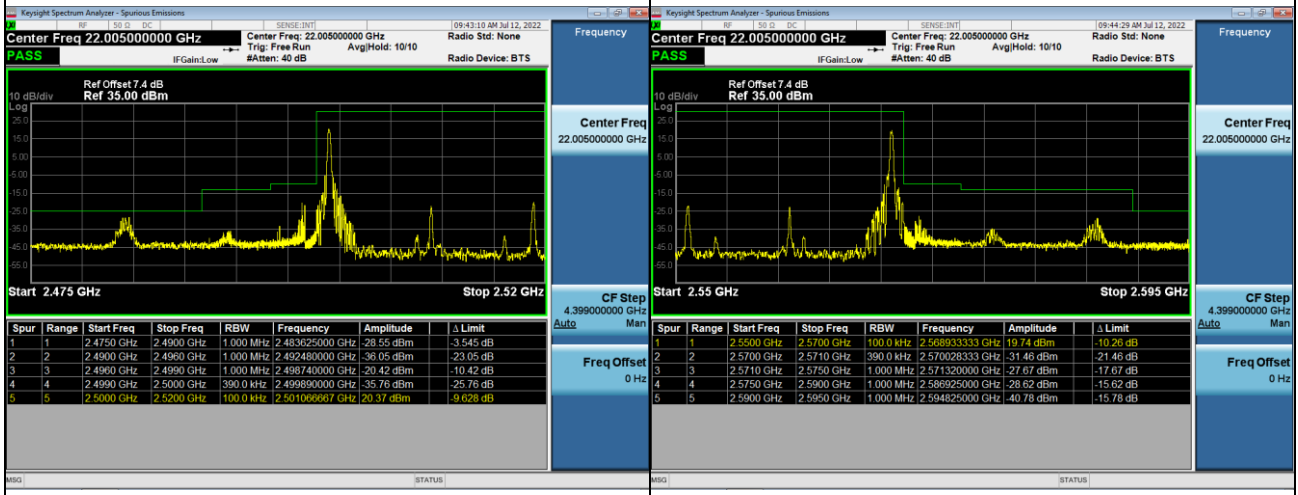 Keysight Spectrum Analyzer - Spurious Emissions
RF 50 Ω DC SENSE:INT 09:43:10 AM Jul 12, 2022
Center Freq 22.005000000 GHz Center Freq: 22.005000000 GHz Radio Std: None
Trig: Free Run Avg|Hold: 10/10
PASS IFGain:Low #Atten: 40 dB Radio Device: BTS
Ref Offset 7.4 dB
10 dB/div Ref 35.00 dBm
Log
25.0
15.0
5.00
-5.00
-15.0
-25.0
-35.0
-45.0
-55.0
Start 2.475 GHz Stop 2.52 GHz
Spur Range Start Freq Stop Freq RBW Frequency Amplitude Δ Limit
1 1 2.4750 GHz 2.4900 GHz 1.000 MHz 2.483625000 GHz -28.55 dBm -3.545 dB
2 2 2.4900 GHz 2.4960 GHz 1.000 MHz 2.492480000 GHz -36.05 dBm -23.05 dB
3 3 2.4960 GHz 2.4990 GHz 1.000 MHz 2.498740000 GHz -20.42 dBm -10.42 dB
4 4 2.4990 GHz 2.5000 GHz 390.0 kHz 2.499890000 GHz -35.76 dBm -25.76 dB
5 5 2.5000 GHz 2.5200 GHz 100.0 kHz 2.501066667 GHz 20.37 dBm -9.628 dB
MSG STATUS
Frequency
Center Freq
22.005000000 GHz
CF Step
4.399000000 GHz
Auto Man
Freq Offset
0 Hz
Keysight Spectrum Analyzer - Spurious Emissions
RF 50 Ω DC SENSE:INT 09:44:29 AM Jul 12, 2022
Center Freq 22.005000000 GHz Center Freq: 22.005000000 GHz Radio Std: None
Trig: Free Run Avg|Hold: 10/10
PASS IFGain:Low #Atten: 40 dB Radio Device: BTS
Ref Offset 7.4 dB
10 dB/div Ref 35.00 dBm
Log
25.0
15.0
5.00
-5.00
-15.0
-25.0
-35.0
-45.0
-55.0
Start 2.55 GHz Stop 2.595 GHz
Spur Range Start Freq Stop Freq RBW Frequency Amplitude Δ Limit
1 1 2.5500 GHz 2.5700 GHz 100.0 kHz 2.568933333 GHz 19.74 dBm -10.26 dB
2 2 2.5700 GHz 2.5710 GHz 390.0 kHz 2.570028333 GHz -31.46 dBm -21.46 dB
3 3 2.5710 GHz 2.5750 GHz 1.000 MHz 2.571320000 GHz -27.67 dBm -17.67 dB
4 4 2.5750 GHz 2.5900 GHz 1.000 MHz 2.586925000 GHz -28.62 dBm -15.62 dB
5 5 2.5900 GHz 2.5950 GHz 1.000 MHz 2.594825000 GHz -40.78 dBm -15.78 dB
MSG STATUS
Frequency
Center Freq
22.005000000 GHz
CF Step
4.399000000 GHz
Auto Man
Freq Offset
0 Hz